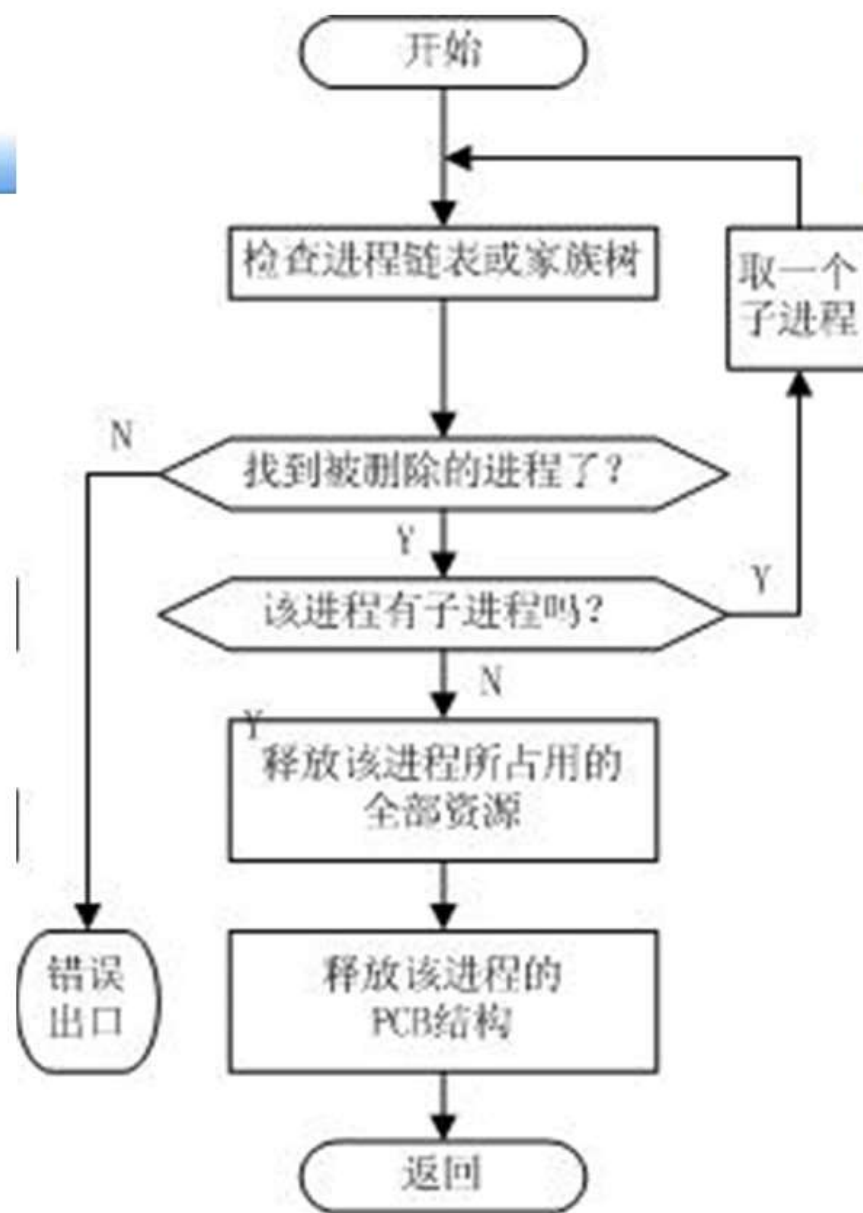 开始
检查进程链表或家族树
取一个
子进程
N
找到被删除的进程了?
Y
该进程有子进程吗?
Y
N
Y
释放该进程所占用的
全部资源
错误
出口
释放该进程的
PCB结构
返回